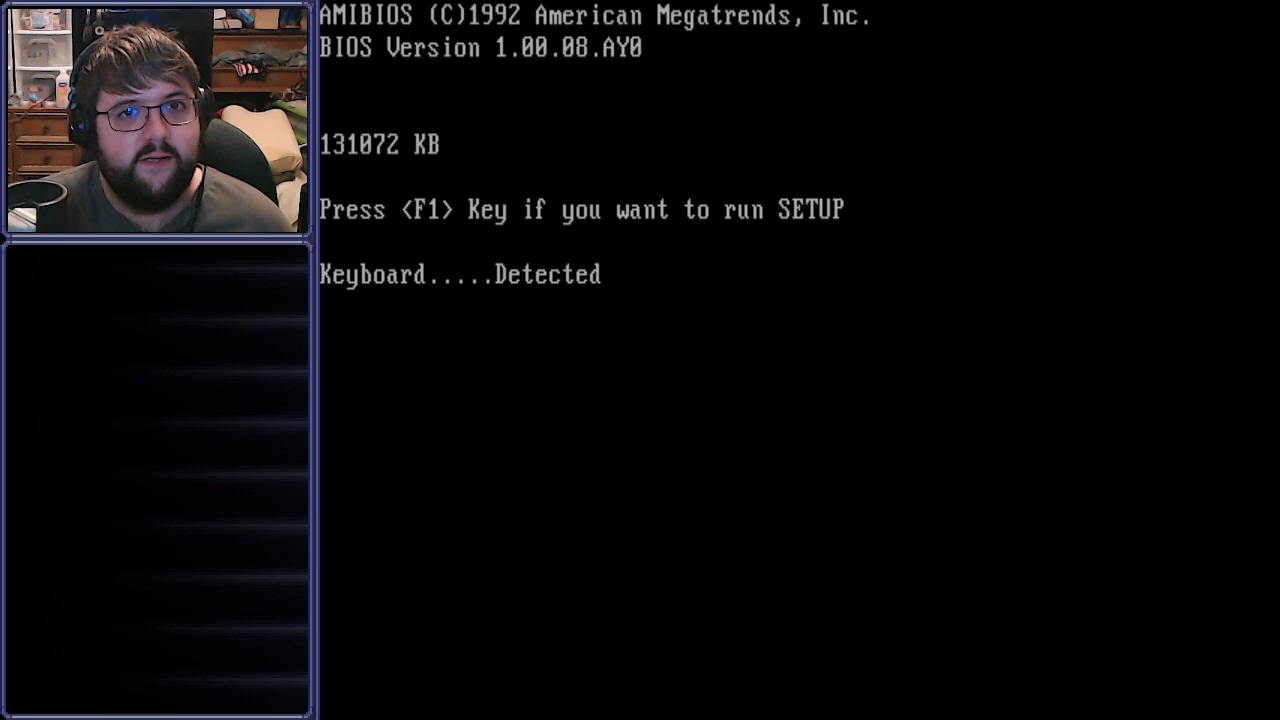 AMIBIOS (C)1992 American Megatrends, Inc.
BIOS Version 1.00.08.AY0
131072 KB
Press <F1> Key if you want to run SETUP
Keyboard.....Detected